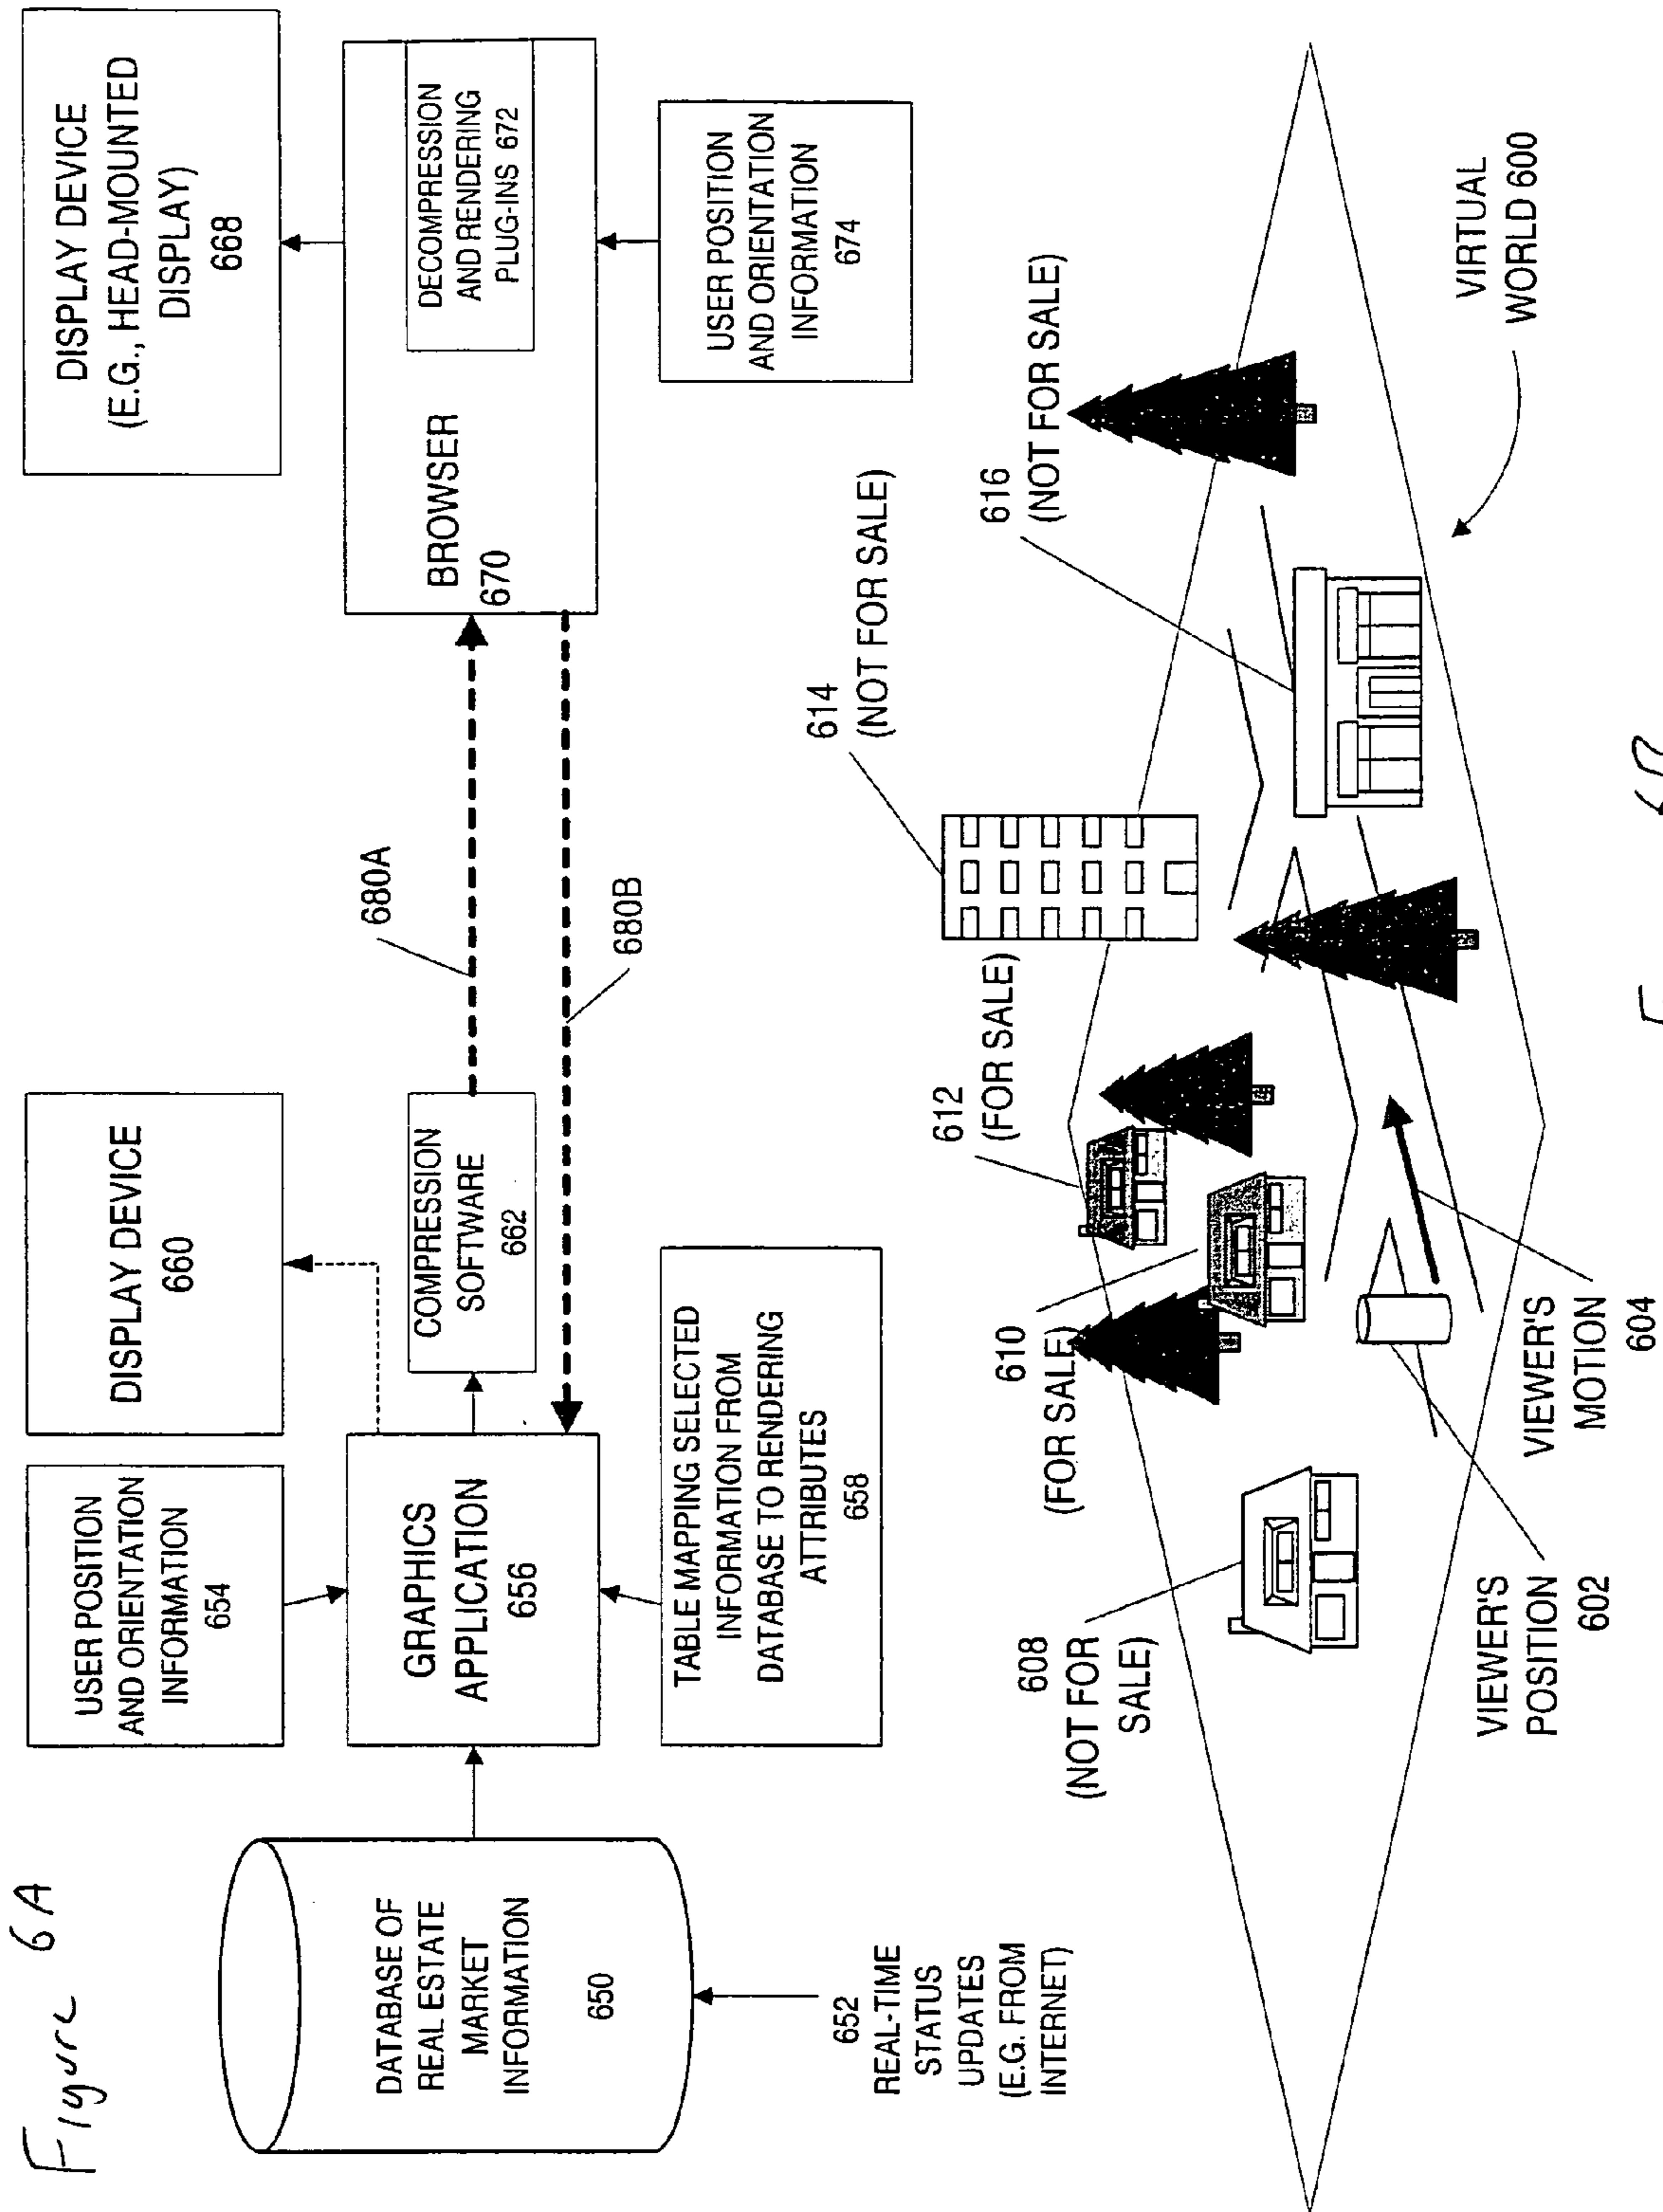 Figure 6A
DATABASE OF
REAL ESTATE
MARKET
INFORMATION
650
652
REAL-TIME
STATUS
UPDATES
(E.G. FROM
INTERNET)
USER POSITION
AND ORIENTATION
INFORMATION
654
GRAPHICS
APPLICATION
656
TABLE MAPPING SELECTED
INFORMATION FROM
DATABASE TO RENDERING
ATTRIBUTES
658
DISPLAY DEVICE
660
COMPRESSION
SOFTWARE
662
680A
680B
DISPLAY DEVICE
(E.G., HEAD-MOUNTED
DISPLAY)
668
BROWSER
670
DECOMPRESSION
AND RENDERING
PLUG-INS 672
USER POSITION
AND ORIENTATION
INFORMATION
674
608
(NOT FOR
SALE)
610
(FOR SALE)
612
(FOR SALE)
614
(NOT FOR SALE)
616
(NOT FOR SALE)
VIEWER'S
POSITION
602
VIEWER'S
MOTION
604
VIRTUAL
WORLD 600